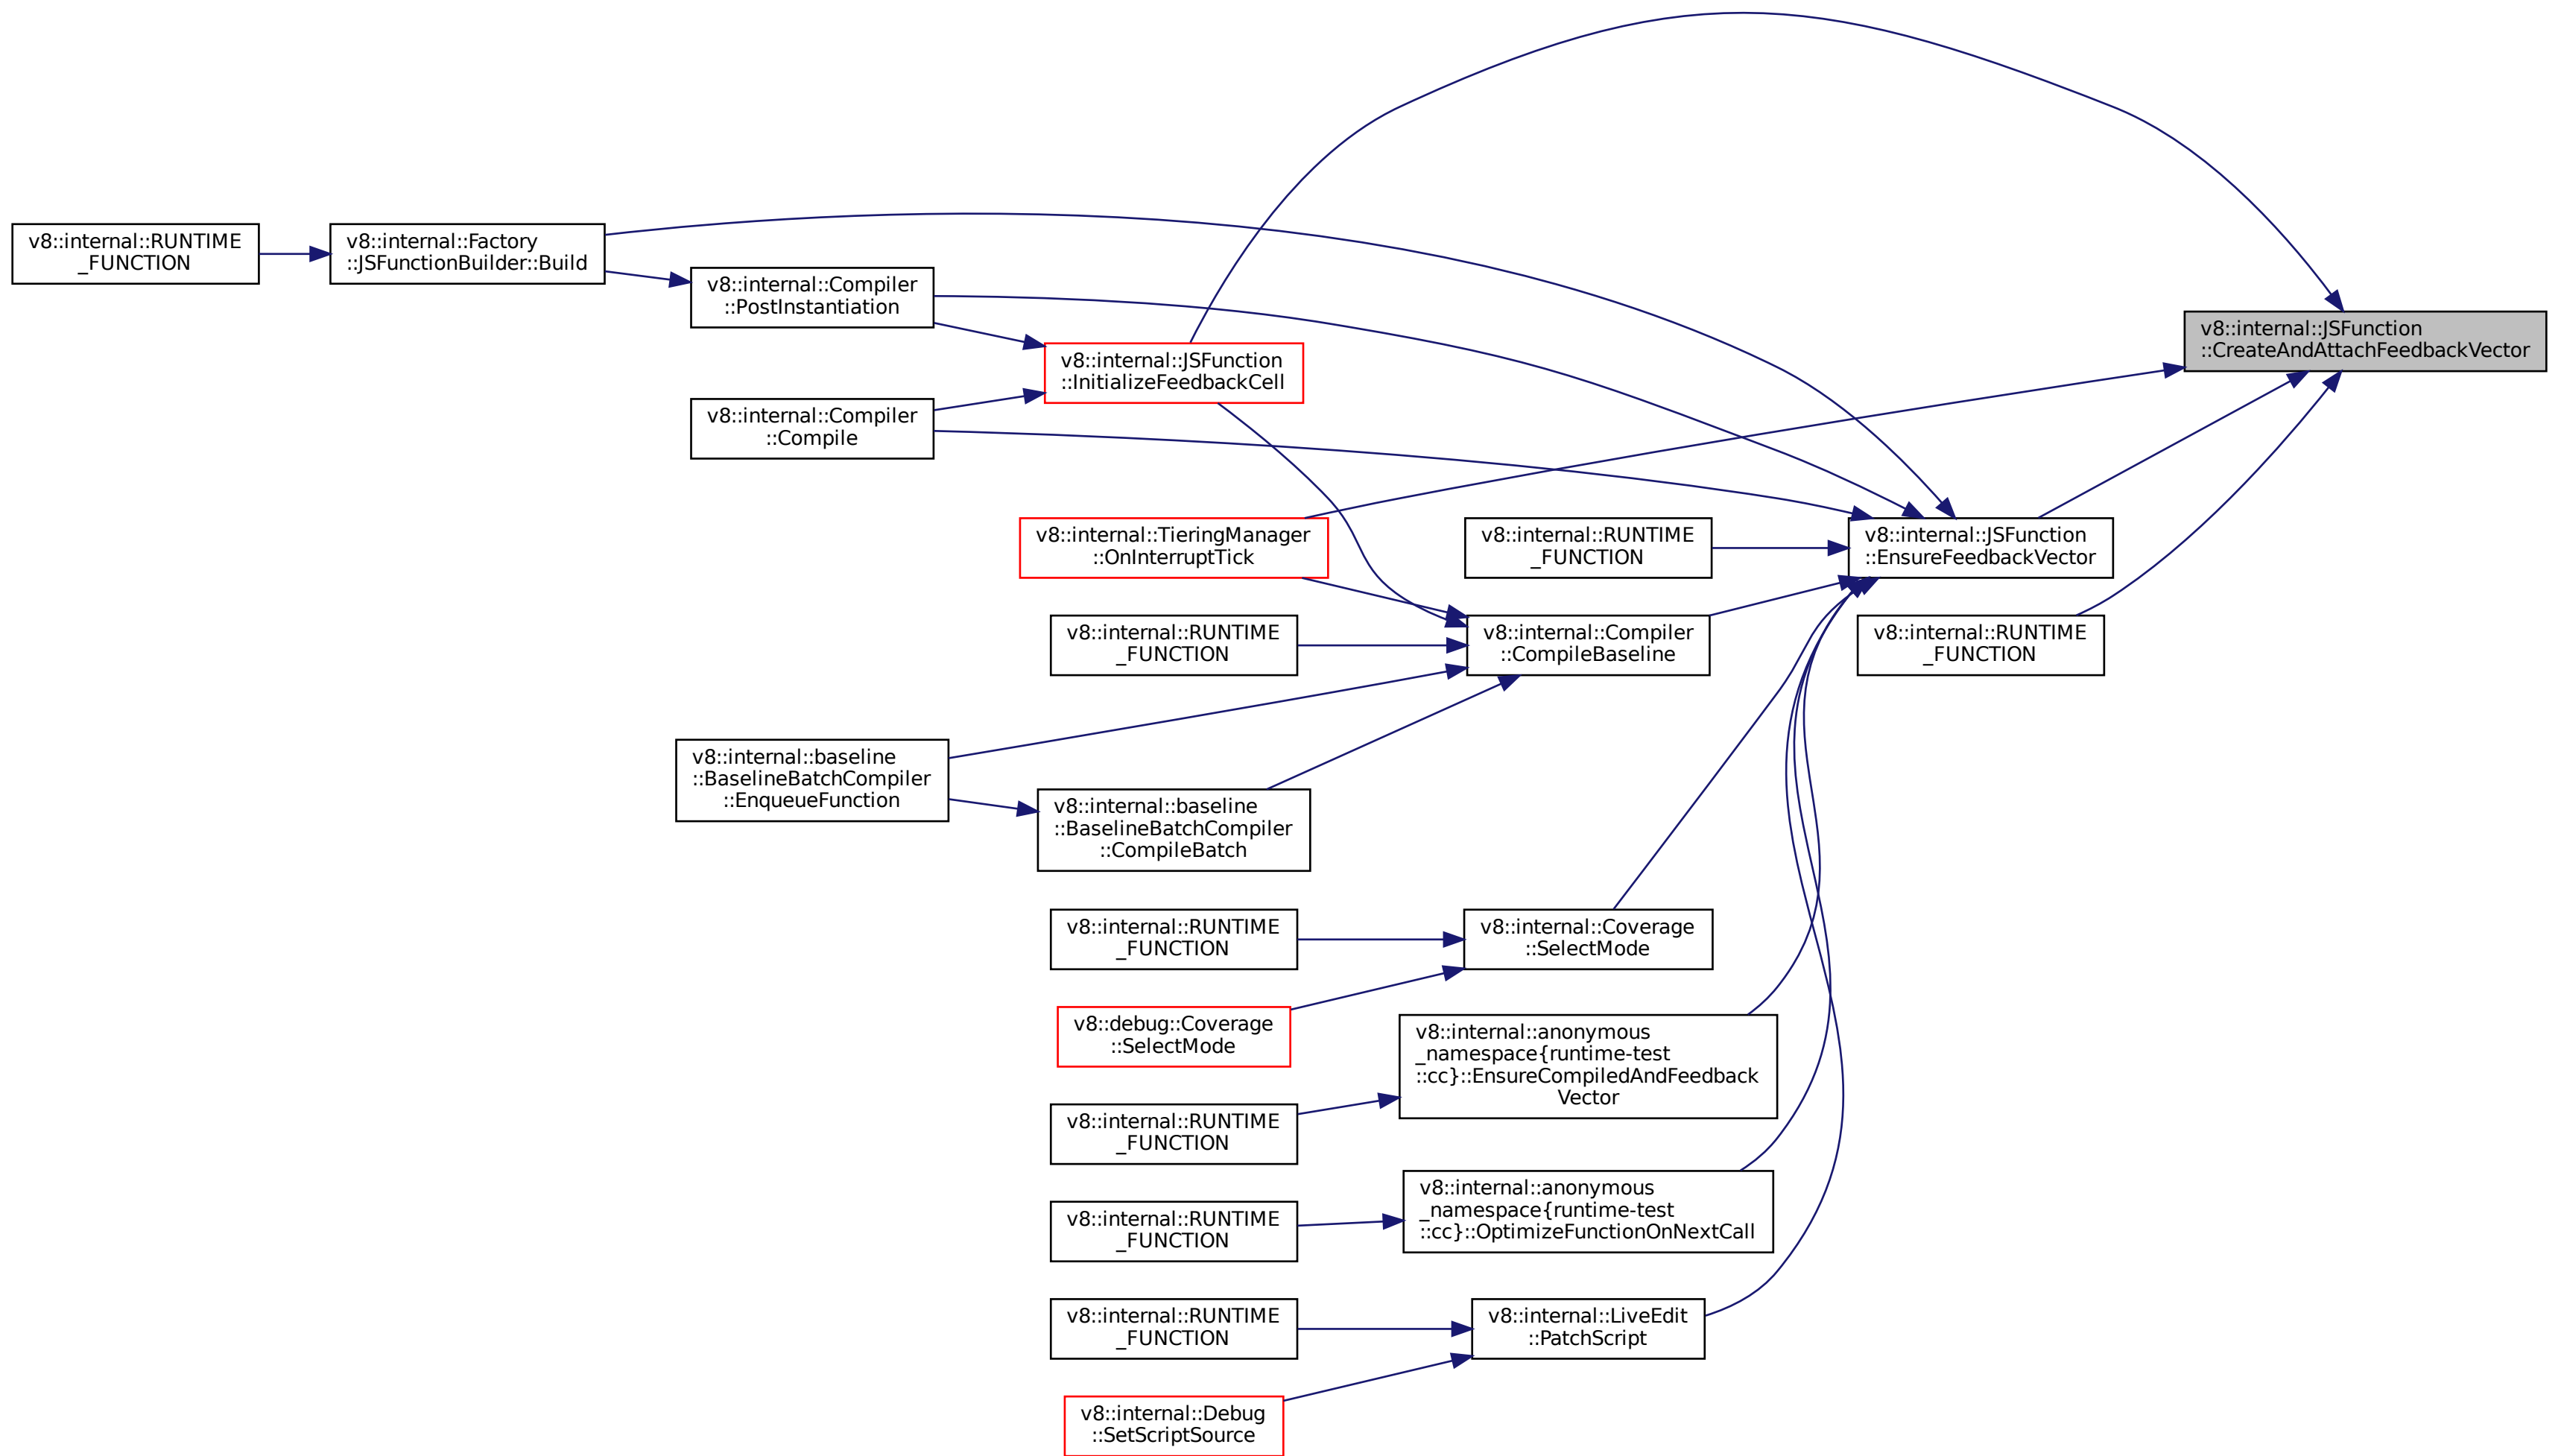 v8::internal::RUNTIME
_FUNCTION
v8::internal::Factory
::JSFunctionBuilder::Build
v8::internal::Compiler
::PostInstantiation
v8::internal::JSFunction
::InitializeFeedbackCell
v8::internal::JSFunction
::CreateAndAttachFeedbackVector
v8::internal::Compiler
::Compile
v8::internal::TieringManager
::OnInterruptTick
v8::internal::RUNTIME
_FUNCTION
v8::internal::JSFunction
::EnsureFeedbackVector
v8::internal::RUNTIME
_FUNCTION
v8::internal::Compiler
::CompileBaseline
v8::internal::RUNTIME
_FUNCTION
v8::internal::baseline
::BaselineBatchCompiler
::EnqueueFunction
v8::internal::baseline
::BaselineBatchCompiler
::CompileBatch
v8::internal::RUNTIME
_FUNCTION
v8::internal::Coverage
::SelectMode
v8::debug::Coverage
::SelectMode
v8::internal::anonymous
_namespace{runtime-test
::cc}::EnsureCompiledAndFeedback
Vector
v8::internal::RUNTIME
_FUNCTION
v8::internal::anonymous
_namespace{runtime-test
::cc}::OptimizeFunctionOnNextCall
v8::internal::RUNTIME
_FUNCTION
v8::internal::RUNTIME
_FUNCTION
v8::internal::LiveEdit
::PatchScript
v8::internal::Debug
::SetScriptSource